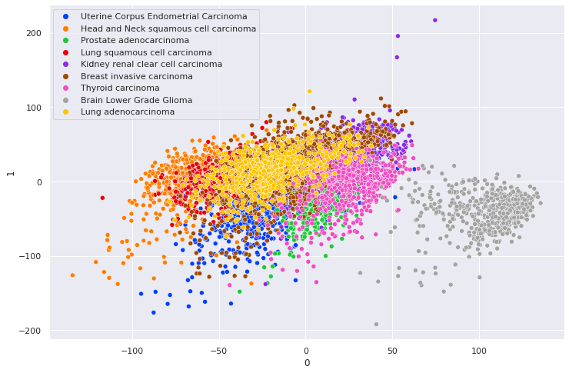 200
100
0
−100
−200
1
Uterine Corpus Endometrial Carcinoma
Head and Neck squamous cell carcinoma
Prostate adenocarcinoma
Lung squamous cell carcinoma
Kidney renal clear cell carcinoma
Breast invasive carcinoma
Thyroid carcinoma
Brain Lower Grade Glioma
Lung adenocarcinoma
−100 −50 0 50 100
0